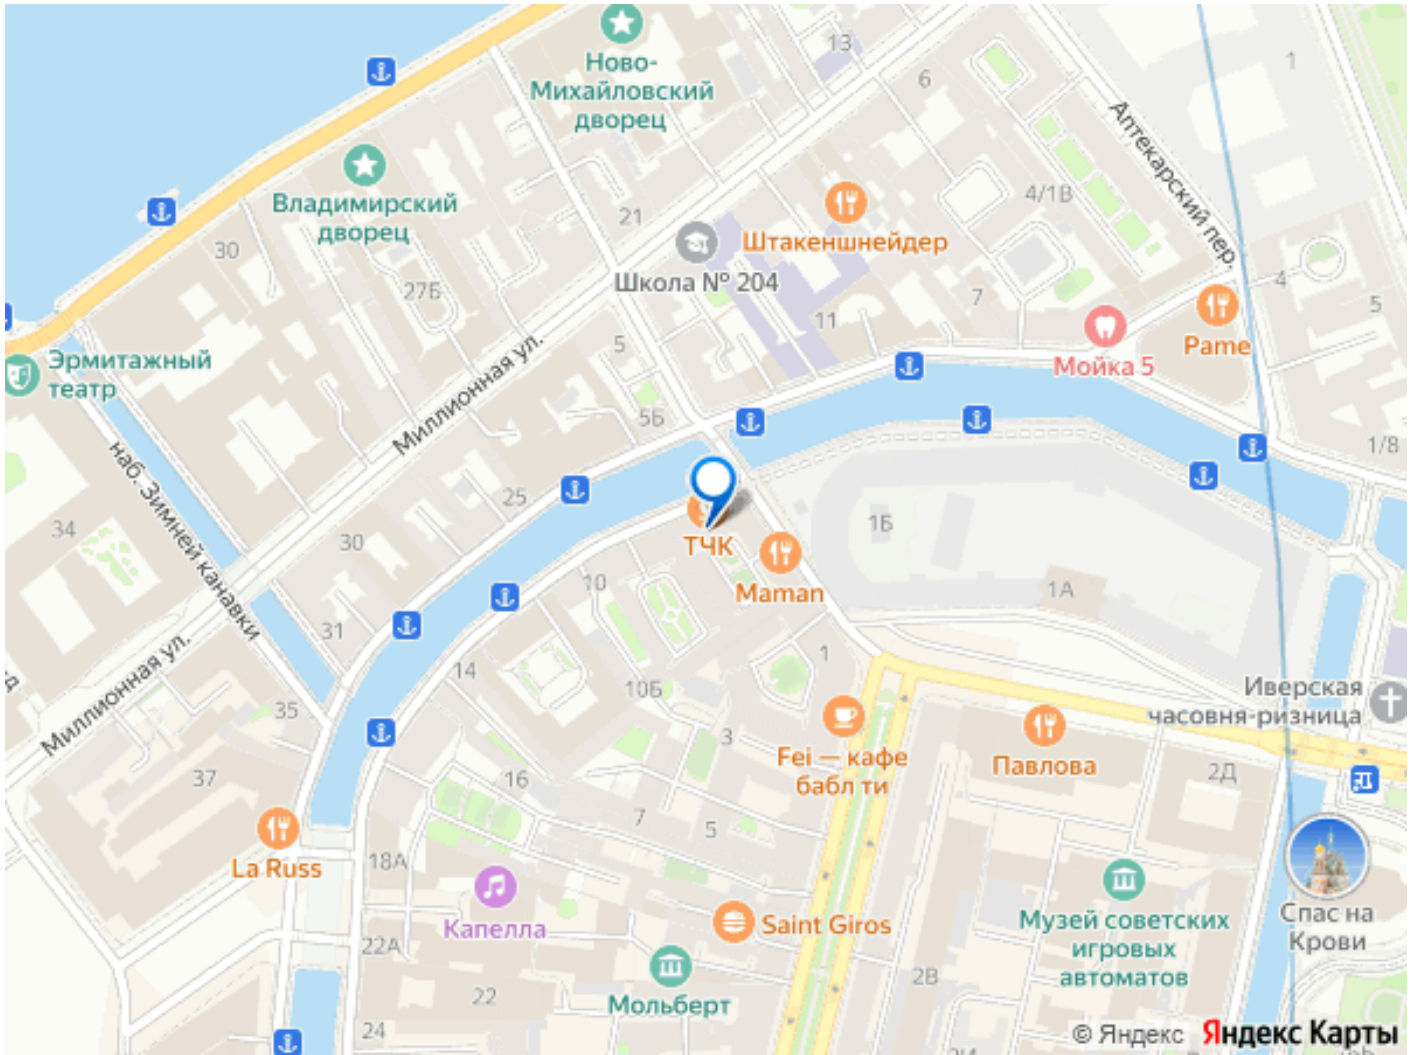 13
Ново-
Михайловский
дворец
6
1
Аптекарский пер.
Владимирский
дворец
21
4/1В
30
Штакеншнейдер
Школа № 204
27Б
7
4
5
11
Pame
Мойка 5
5
Эрмитажный
театр
Миллионная ул.
5Б
1/8
наб. Зимней канавки
25
34
30
1Б
ТЧК
10
Maman
1А
31
Миллионная ул.
14
1
10Б
Иверская
часовня-ризница
35
3
Fei — кафе
бабл ти
Павлова
2Д
37
16
7
5
La Russ
18А
Капелла
Saint Giros
Музей советских
игровых
автоматов
Спас на
Крови
22А
22
Мольберт
2В
24
© Яндекс Яндекс Карты